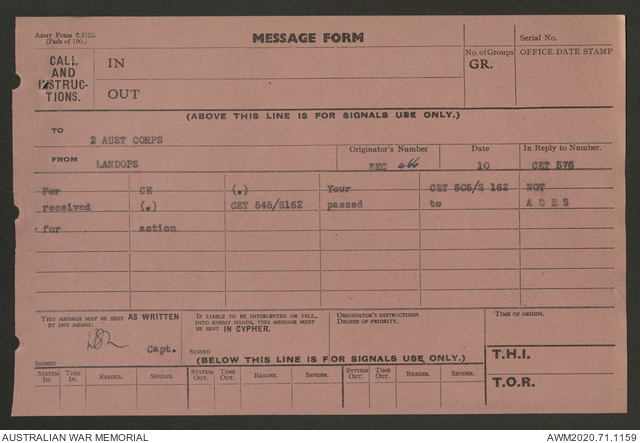 Army Form C.2136.
(Pads of 100.)
MESSAGE FORM
Serial No.
CALL AND INSTRUC- TIONS.
IN
OUT
No. of Groups
GR.
OFFICE DATE STAMP
(ABOVE THIS LINE IS FOR SIGNALS USE ONLY.)
TO
2 AUST CORPS
FROM
LANDOPS
Originator's Number
DEC 466
Date
10
In Reply to Number.
CET 576
For CE (.) Your CET 505/S 162 NOT
received (.) CET 545/S162 passed to A D E S
for action
THIS MESSAGE MAY BE SENT AS WRITTEN
BY ANY MEANS:
Capt.
SIGNED
IF LIABLE TO BE INTERCEPTED OR FALL
INTO ENEMY HANDS, THIS MESSAGE MUST
BE SENT IN CYPHER.
SIGNED
ORIGINATOR'S INSTRUCTIONS
DEGREE OF PRIORITY.
TIME OF ORIGIN.
(BELOW THIS LINE IS FOR SIGNALS USE ONLY.)
T.H.I.
T.O.R.
SYSTEM IN. TIME IN. READER. SENDER. SYSTEM OUT. TIME OUT. READER. SENDER. SYSTEM OUT. TIME OUT. READER. SENDER.
AUSTRALIAN WAR MEMORIAL
AWM2020.71.1159